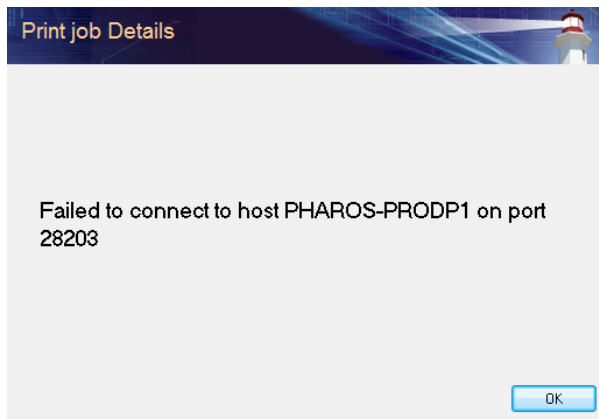 Print job Details
Failed to connect to host PHAROS-PRODP1 on port
28203
OK